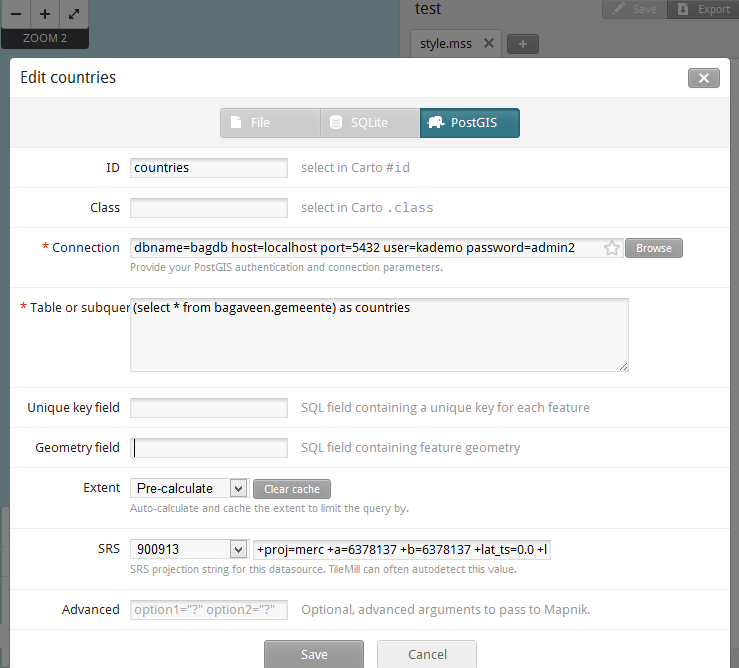 − + ⤢
ZOOM 2
test
Save
Export
style.mss ✕ +
Edit countries
✕
File SQLite PostGIS
ID countries select in Carto #id
Class select in Carto .class
* Connection dbname=bagdb host=localhost port=5432 user=kademo password=admin2 Browse
Provide your PostGIS authentication and connection parameters.
* Table or subquer (select * from bagaveen.gemeente) as countries
Unique key field SQL field containing a unique key for each feature
Geometry field SQL field containing feature geometry
Extent Pre-calculate Clear cache
Auto-calculate and cache the extent to limit the query by.
SRS 900913 +proj=merc +a=6378137 +b=6378137 +lat_ts=0.0 +l
SRS projection string for this datasource. TileMill can often autodetect this value.
Advanced option1="?" option2="?" Optional, advanced arguments to pass to Mapnik.
Save Cancel